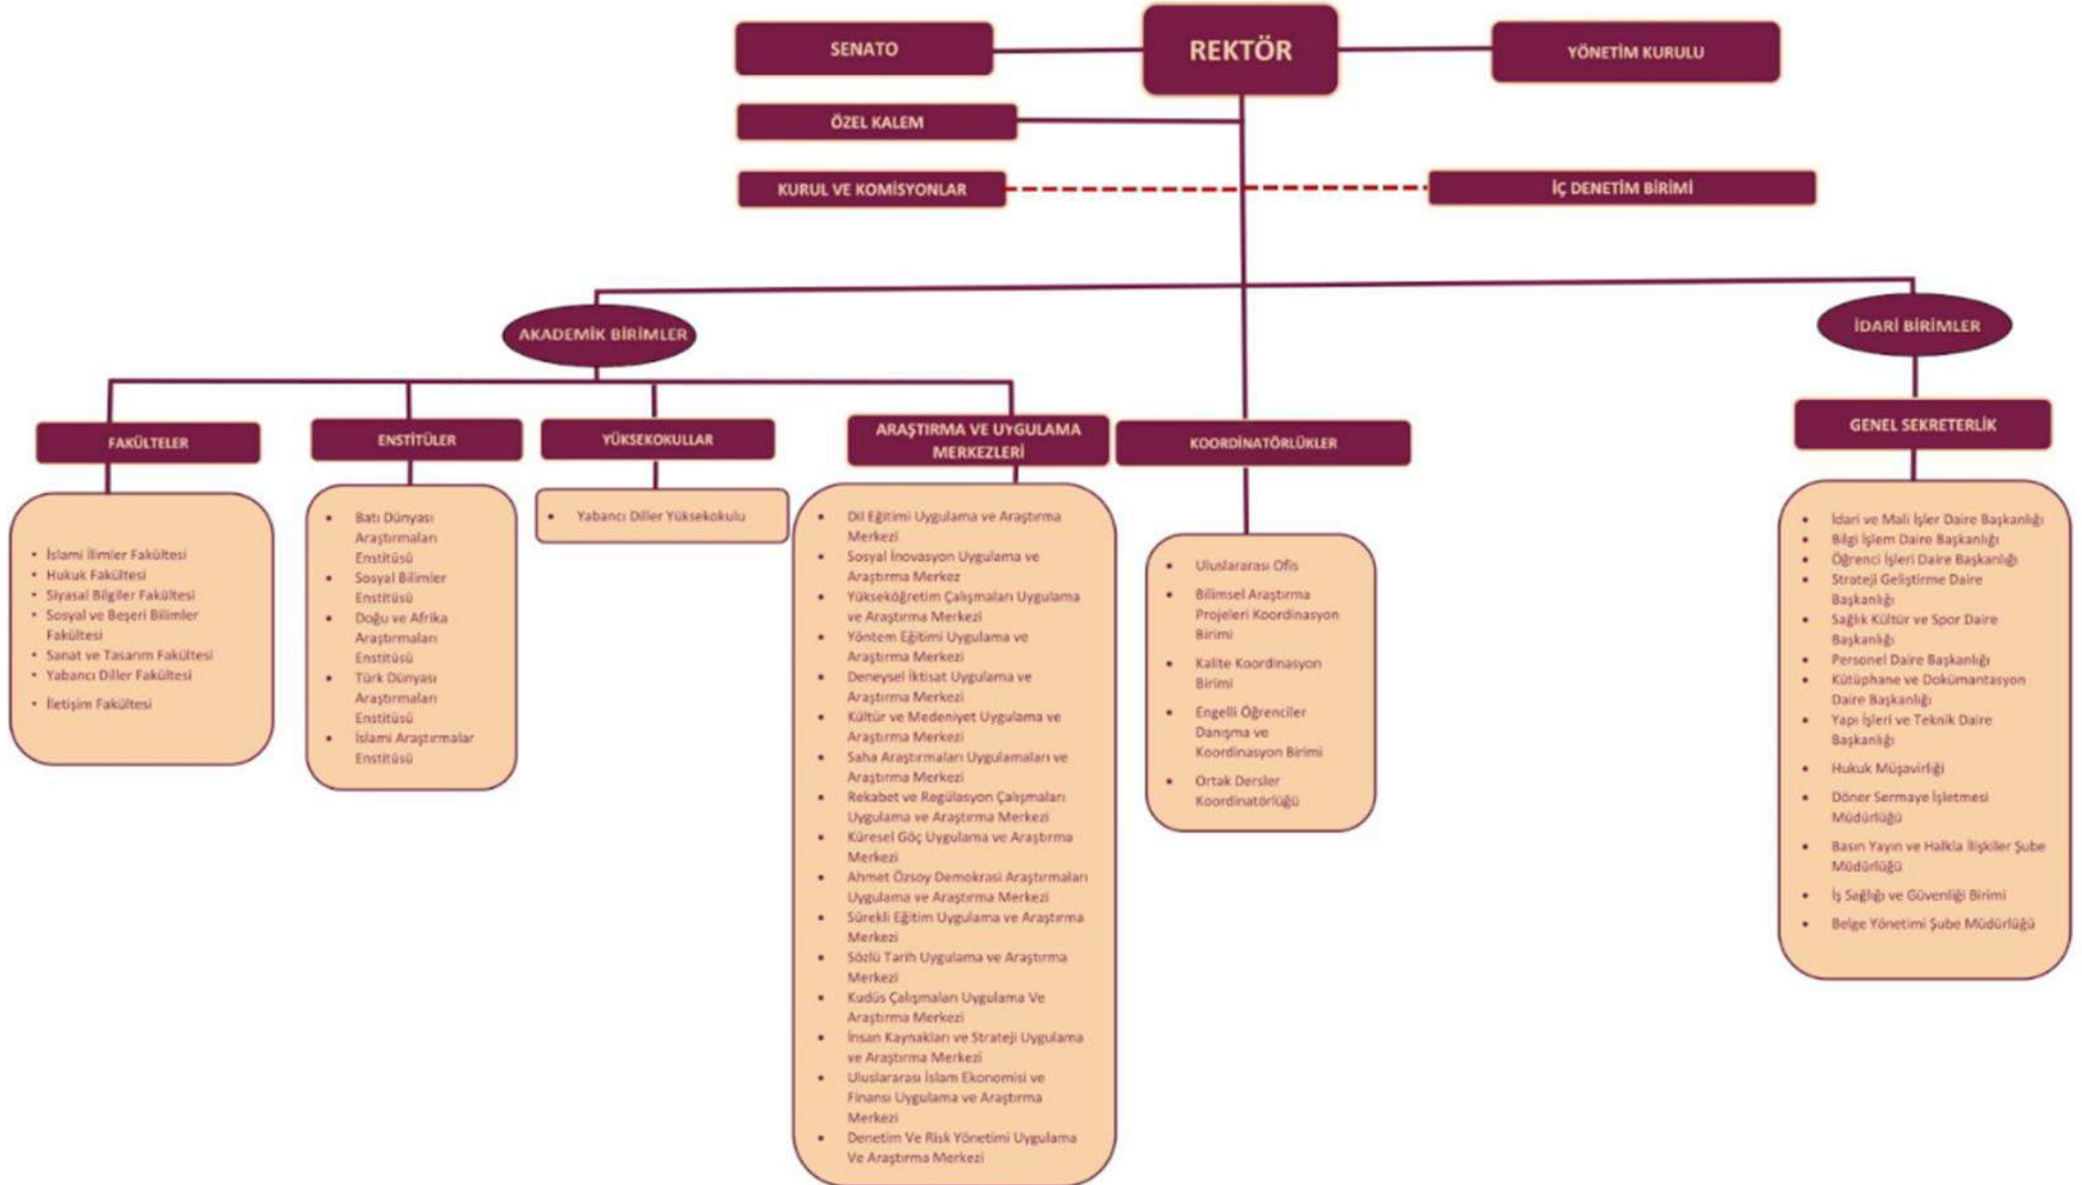 SENATO
REKTÖR
YÖNETİM KURULU
ÖZEL KALEM
KURUL VE KOMİSYONLAR
İÇ DENETİM BİRİMİ
AKADEMİK BİRİMLER
İDARİ BİRİMLER
FAKÜLTELER
• İslami İlimler Fakültesi
• Hukuk Fakültesi
• Siyasal Bilgiler Fakültesi
• Sosyal ve Beşeri Bilimler
Fakültesi
• Sanat ve Tasarım Fakültesi
• Yabancı Diller Fakültesi
• İletişim Fakültesi
ENSTİTÜLER
• Batı Dünyası
Araştırmaları
Enstitüsü
• Sosyal Bilimler
Enstitüsü
• Doğu ve Afrika
Araştırmaları
Enstitüsü
• Türk Dünyası
Araştırmaları
Enstitüsü
• İslami Araştırmalar
Enstitüsü
YÜKSEKOKULLAR
• Yabancı Diller Yüksekokulu
ARAŞTIRMA VE UYGULAMA
MERKEZLERİ
• Dil Eğitimi Uygulama ve Araştırma
Merkezi
• Sosyal İnovasyon Uygulama ve
Araştırma Merkez
• Yükseköğretim Çalışmaları Uygulama
ve Araştırma Merkezi
• Yöntem Eğitimi Uygulama ve
Araştırma Merkezi
• Deneysel İktisat Uygulama ve
Araştırma Merkezi
• Kültür ve Medeniyet Uygulama ve
Araştırma Merkezi
• Saha Araştırmaları Uygulamaları ve
Araştırma Merkezi
• Rekabet ve Regülasyon Çalışmaları
Uygulama ve Araştırma Merkezi
• Küresel Göç Uygulama ve Araştırma
Merkezi
• Ahmet Özsoy Demokrasi Araştırmaları
Uygulama ve Araştırma Merkezi
• Sürekli Eğitim Uygulama ve Araştırma
Merkezi
• Sözlü Tarih Uygulama ve Araştırma
Merkezi
• Kudüs Çalışmaları Uygulama Ve
Araştırma Merkezi
• İnsan Kaynakları ve Strateji Uygulama
ve Araştırma Merkezi
• Uluslararası İslam Ekonomisi ve
Finansı Uygulama ve Araştırma
Merkezi
• Denetim Ve Risk Yönetimi Uygulama
Ve Araştırma Merkezi
KOORDİNATÖRLÜKLER
• Uluslararası Ofis
• Bilimsel Araştırma
Projeleri Koordinasyon
Birimi
• Kalite Koordinasyon
Birimi
• Engelli Öğrenciler
Danışma ve
Koordinasyon Birimi
• Ortak Dersler
Koordinatörlüğü
GENEL SEKRETERLİK
• İdari ve Mali İşler Daire Başkanlığı
• Bilgi İşlem Daire Başkanlığı
• Öğrenci İşleri Daire Başkanlığı
• Strateji Geliştirme Daire
Başkanlığı
• Sağlık Kültür ve Spor Daire
Başkanlığı
• Personel Daire Başkanlığı
• Kütüphane ve Dokümantasyon
Daire Başkanlığı
• Yapı İşleri ve Teknik Daire
Başkanlığı
• Hukuk Müşavirliği
• Döner Sermaye İşletmesi
Müdürlüğü
• Basın Yayın ve Halkla İlişkiler Şube
Müdürlüğü
• İş Sağlığı ve Güvenliği Birimi
• Belge Yönetimi Şube Müdürlüğü